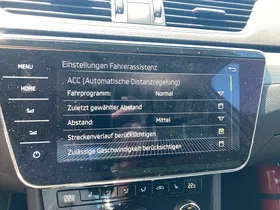 MENU
HOME
Einstellungen Fahrerassistenz
ACC (Automatische Distanzregelung)
Fahrprogramm: Normal
Zuletzt gewählter Abstand
Abstand: Mittel
Streckenverlauf berücksichtigen
Zulässige Geschwindigkeit berücksichtigen